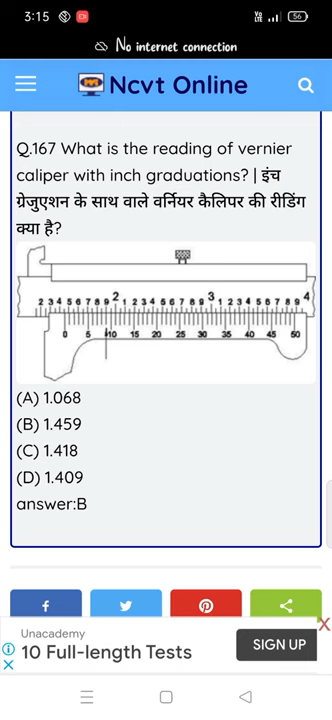 3:15
Vo LTE 56
No internet connection
Ncvt Online
Q.167 What is the reading of vernier
caliper with inch graduations? | इंच
ग्रेजुएशन के साथ वाले वर्नियर कैलिपर की रीडिंग
क्या है?
2 3 4 5 6 7 8 9 2 1 2 3 4 5 6 7 8 9 3 1 2 3 4 5 6 7 8 9 4
0 5 10 15 20 25 30 35 40 45 50
(A) 1.068
(B) 1.459
(C) 1.418
(D) 1.409
answer:B
Unacademy
10 Full-length Tests
SIGN UP